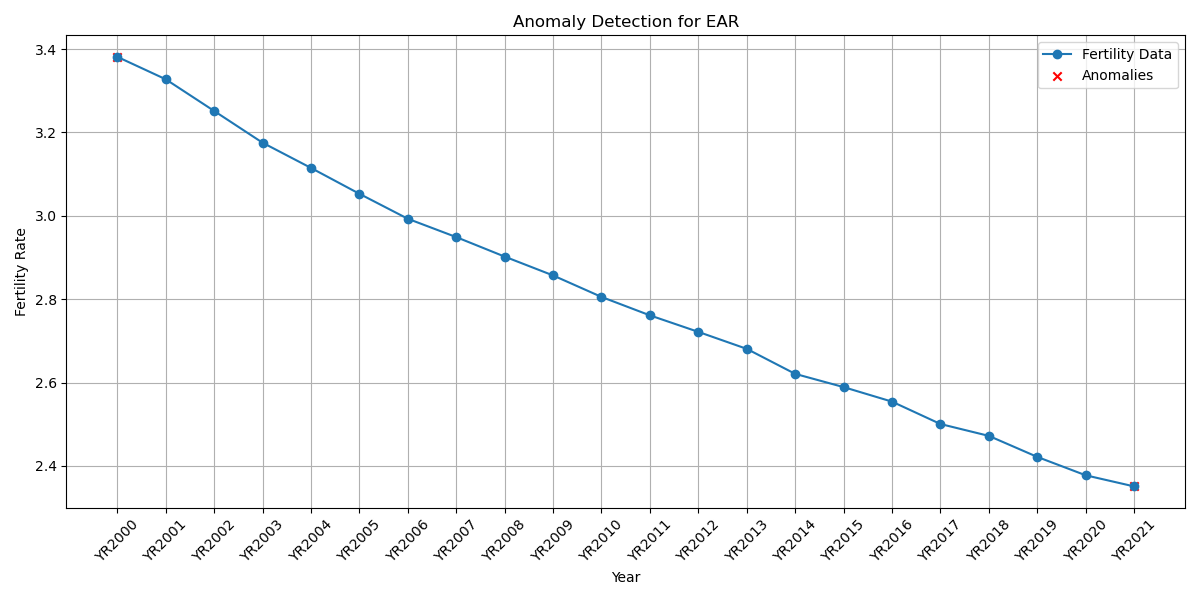 Anomaly Detection for EAR
Fertility Data
Anomalies
Fertility Rate
3.4
3.2
3.0
2.8
2.6
2.4
YR2000
YR2001
YR2002
YR2003
YR2004
YR2005
YR2006
YR2007
YR2008
YR2009
YR2010
YR2011
YR2012
YR2013
YR2014
YR2015
YR2016
YR2017
YR2018
YR2019
YR2020
YR2021
Year